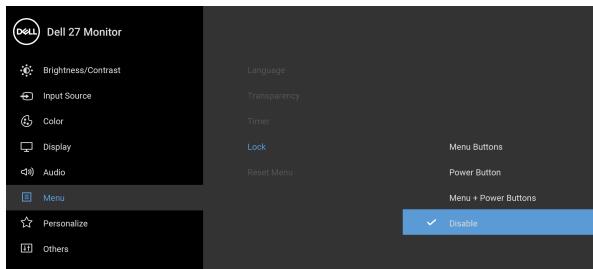 DELL Dell 27 Monitor
Brightness/Contrast
Input Source
Color
Display
Audio
Menu
Personalize
Others
Language
Transparency
Timer
Lock
Reset Menu
Menu Buttons
Power Button
Menu + Power Buttons
Disable